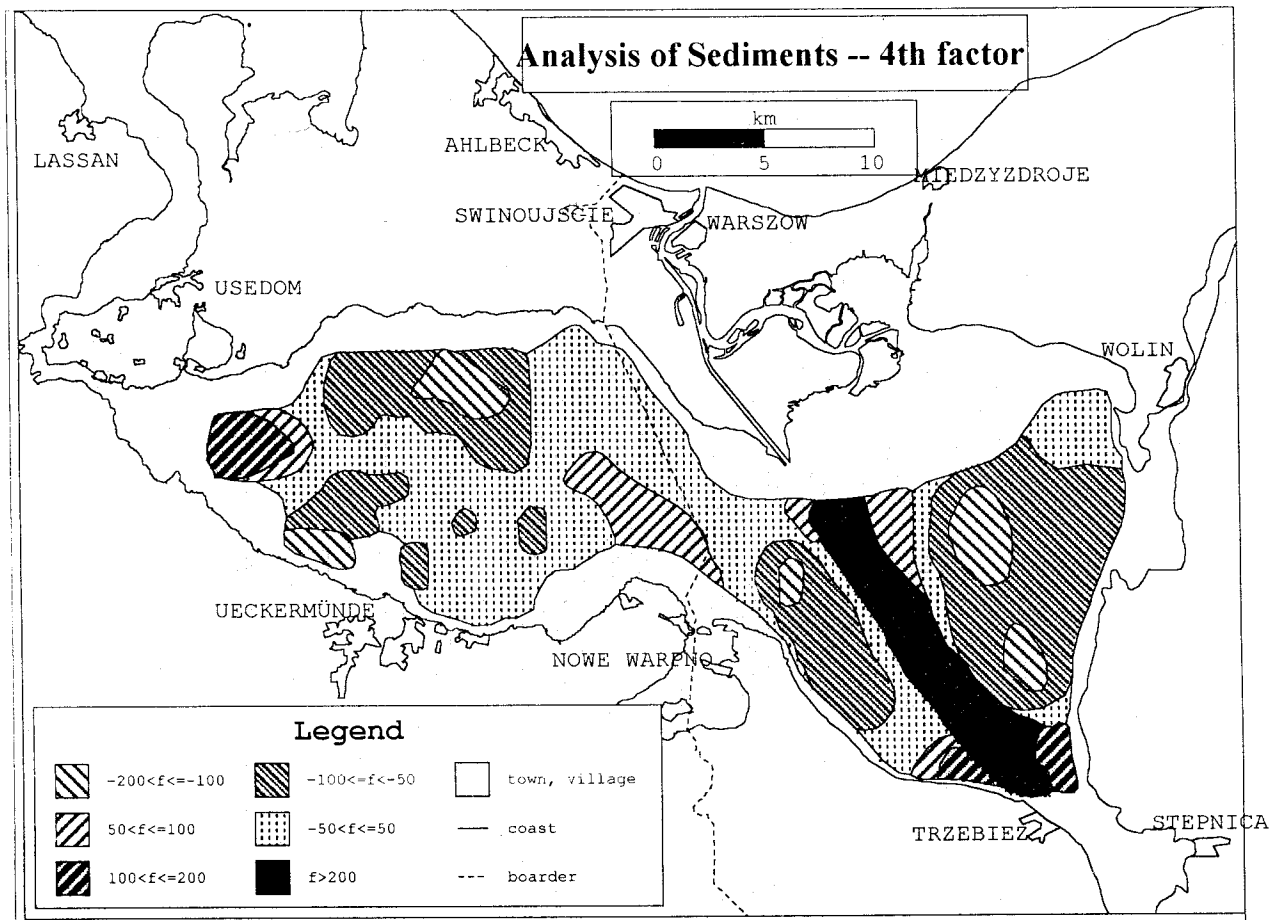 Analysis of Sediments -- 4th factor
km
0 5 10
LASSAN
AHLBECK
MIEDZYZDROJE
SWINOUJSCIE
WARSZOW
USEDOM
WOLIN
UECKERMÜNDE
NOWE WARPNO
TRZEBIEZ
STEPNICA
Legend
-200<f<=-100
-100<=f<-50
town, village
50<f<=100
-50<f<=50
coast
100<f<=200
f>200
boarder